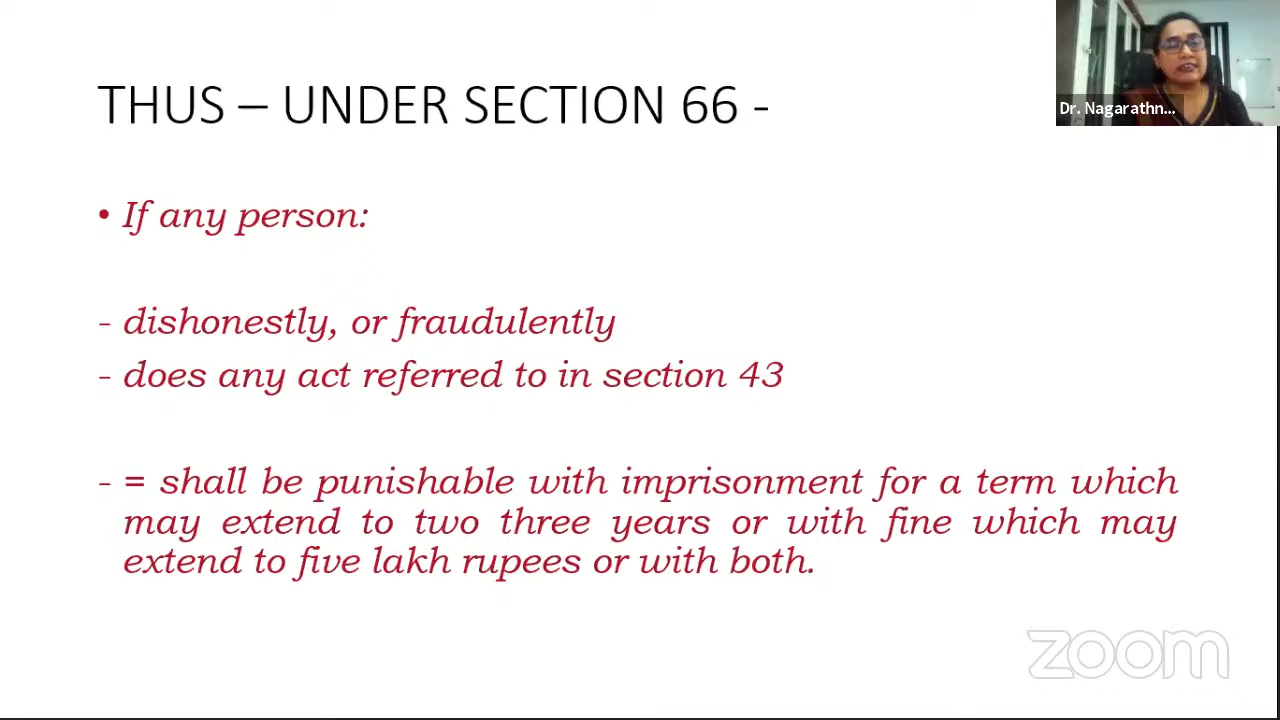 Dr. Nagarathn...
THUS – UNDER SECTION 66 -
• If any person:
- dishonestly, or fraudulently
- does any act referred to in section 43
- = shall be punishable with imprisonment for a term which
may extend to two three years or with fine which may
extend to five lakh rupees or with both.
zoom